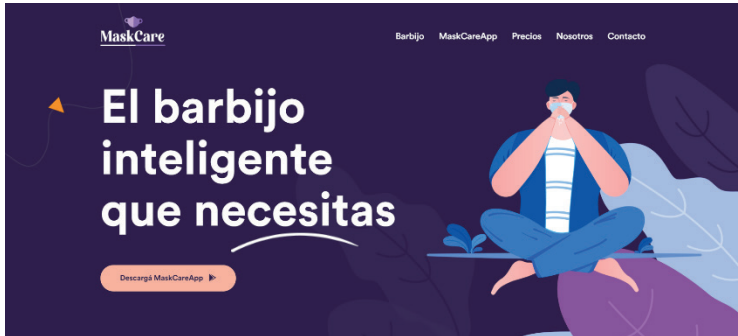 MaskCare
Barbijo MaskCareApp Precios Nosotros Contacto
El barbijo
inteligente
que necesitas
Descargá MaskCareApp